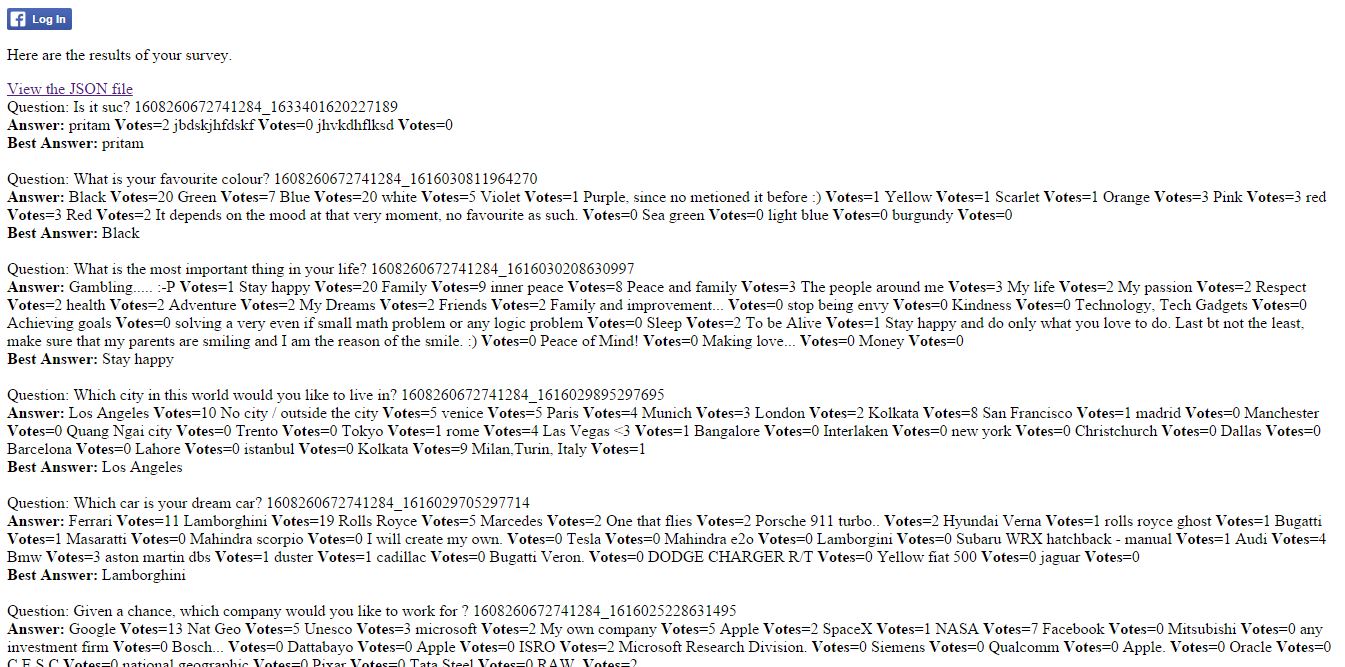 Log In
Here are the results of your survey.
View the JSON file
Question: Is it suc? 1608260672741284_1633401620227189
Answer: pritam Votes=2 jbdskjhfdskf Votes=0 jhvkdhflksd Votes=0
Best Answer: pritam
Question: What is your favourite colour? 1608260672741284_1616030811964270
Answer: Black Votes=20 Green Votes=7 Blue Votes=20 white Votes=5 Violet Votes=1 Purple, since no metioned it before :) Votes=1 Yellow Votes=1 Scarlet Votes=1 Orange Votes=3 Pink Votes=3 red
Votes=3 Red Votes=2 It depends on the mood at that very moment, no favourite as such. Votes=0 Sea green Votes=0 light blue Votes=0 burgundy Votes=0
Best Answer: Black
Question: What is the most important thing in your life? 1608260672741284_1616030208630997
Answer: Gambling..... :-P Votes=1 Stay happy Votes=20 Family Votes=9 inner peace Votes=8 Peace and family Votes=3 The people around me Votes=3 My life Votes=2 My passion Votes=2 Respect
Votes=2 health Votes=2 Adventure Votes=2 My Dreams Votes=2 Friends Votes=2 Family and improvement... Votes=0 stop being envy Votes=0 Kindness Votes=0 Technology, Tech Gadgets Votes=0
Achieving goals Votes=0 solving a very even if small math problem or any logic problem Votes=0 Sleep Votes=2 To be Alive Votes=1 Stay happy and do only what you love to do. Last bt not the least,
make sure that my parents are smiling and I am the reason of the smile. :) Votes=0 Peace of Mind! Votes=0 Making love... Votes=0 Money Votes=0
Best Answer: Stay happy
Question: Which city in this world would you like to live in? 1608260672741284_1616029895297695
Answer: Los Angeles Votes=10 No city / outside the city Votes=5 venice Votes=5 Paris Votes=4 Munich Votes=3 London Votes=2 Kolkata Votes=8 San Francisco Votes=1 madrid Votes=0 Manchester
Votes=0 Quang Ngai city Votes=0 Trento Votes=0 Tokyo Votes=1 rome Votes=4 Las Vegas <3 Votes=1 Bangalore Votes=0 Interlaken Votes=0 new york Votes=0 Christchurch Votes=0 Dallas Votes=0
Barcelona Votes=0 Lahore Votes=0 istanbul Votes=0 Kolkata Votes=9 Milan,Turin, Italy Votes=1
Best Answer: Los Angeles
Question: Which car is your dream car? 1608260672741284_1616029705297714
Answer: Ferrari Votes=11 Lamborghini Votes=19 Rolls Royce Votes=5 Marcedes Votes=2 One that flies Votes=2 Porsche 911 turbo.. Votes=2 Hyundai Verna Votes=1 rolls royce ghost Votes=1 Bugatti
Votes=1 Masaratti Votes=0 Mahindra scorpio Votes=0 I will create my own. Votes=0 Tesla Votes=0 Mahindra e2o Votes=0 Lamborgini Votes=0 Subaru WRX hatchback - manual Votes=1 Audi Votes=4
Bmw Votes=3 aston martin dbs Votes=1 duster Votes=1 cadillac Votes=0 Bugatti Veron. Votes=0 DODGE CHARGER R/T Votes=0 Yellow fiat 500 Votes=0 jaguar Votes=0
Best Answer: Lamborghini
Question: Given a chance, which company would you like to work for ? 1608260672741284_1616025228631495
Answer: Google Votes=13 Nat Geo Votes=5 Unesco Votes=3 microsoft Votes=2 My own company Votes=5 Apple Votes=2 SpaceX Votes=1 NASA Votes=7 Facebook Votes=0 Mitsubishi Votes=0 any
investment firm Votes=0 Bosch... Votes=0 Dattabayo Votes=0 Apple Votes=0 ISRO Votes=2 Microsoft Research Division. Votes=0 Siemens Votes=0 Qualcomm Votes=0 Apple. Votes=0 Oracle Votes=0
C.E.S.C Votes=0 national geographic Votes=0 Pixar Votes=0 Tata Steel Votes=0 RAW. Votes=2